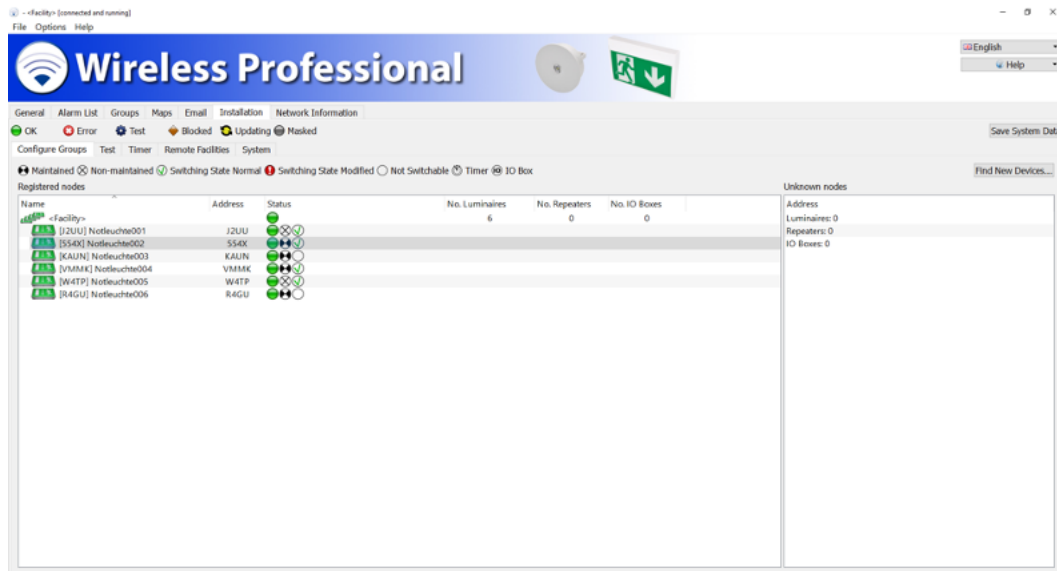 - <Facility> [connected and running]
File Options Help
Wireless Professional
English
Help
General Alarm List Groups Maps Email Installation Network Information
OK Error Test Blocked Updating Masked
Save System Dat
Configure Groups Test Timer Remote Facilities System
Maintained Non-maintained Switching State Normal Switching State Modified Not Switchable Timer IO Box
Find New Devices...
Registered nodes
Unknown nodes
Name Address Status No. Luminaires No. Repeaters No. IO Boxes
Address
<Facility> 6 0 0
Luminaires: 0
[J2UU] Notleuchte001 J2UU
Repeaters: 0
[554X] Notleuchte002 554X
IO Boxes: 0
[KAUN] Notleuchte003 KAUN
[VMMK] Notleuchte004 VMMK
[W4TP] Notleuchte005 W4TP
[R4GU] Notleuchte006 R4GU